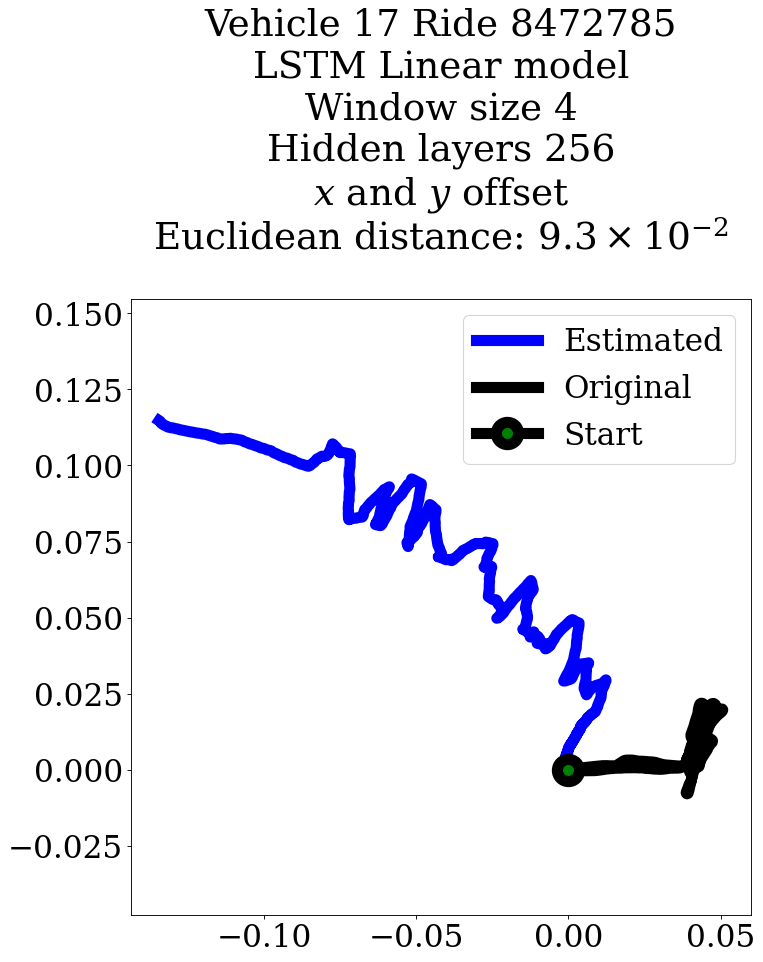 Vehicle 17 Ride 8472785
LSTM Linear model
Window size 4
Hidden layers 256
x and y offset
Euclidean distance: 9.3 × 10⁻²
0.150
0.125
0.100
0.075
0.050
0.025
0.000
−0.025
Estimated
Original
Start
−0.10
−0.05
0.00
0.05